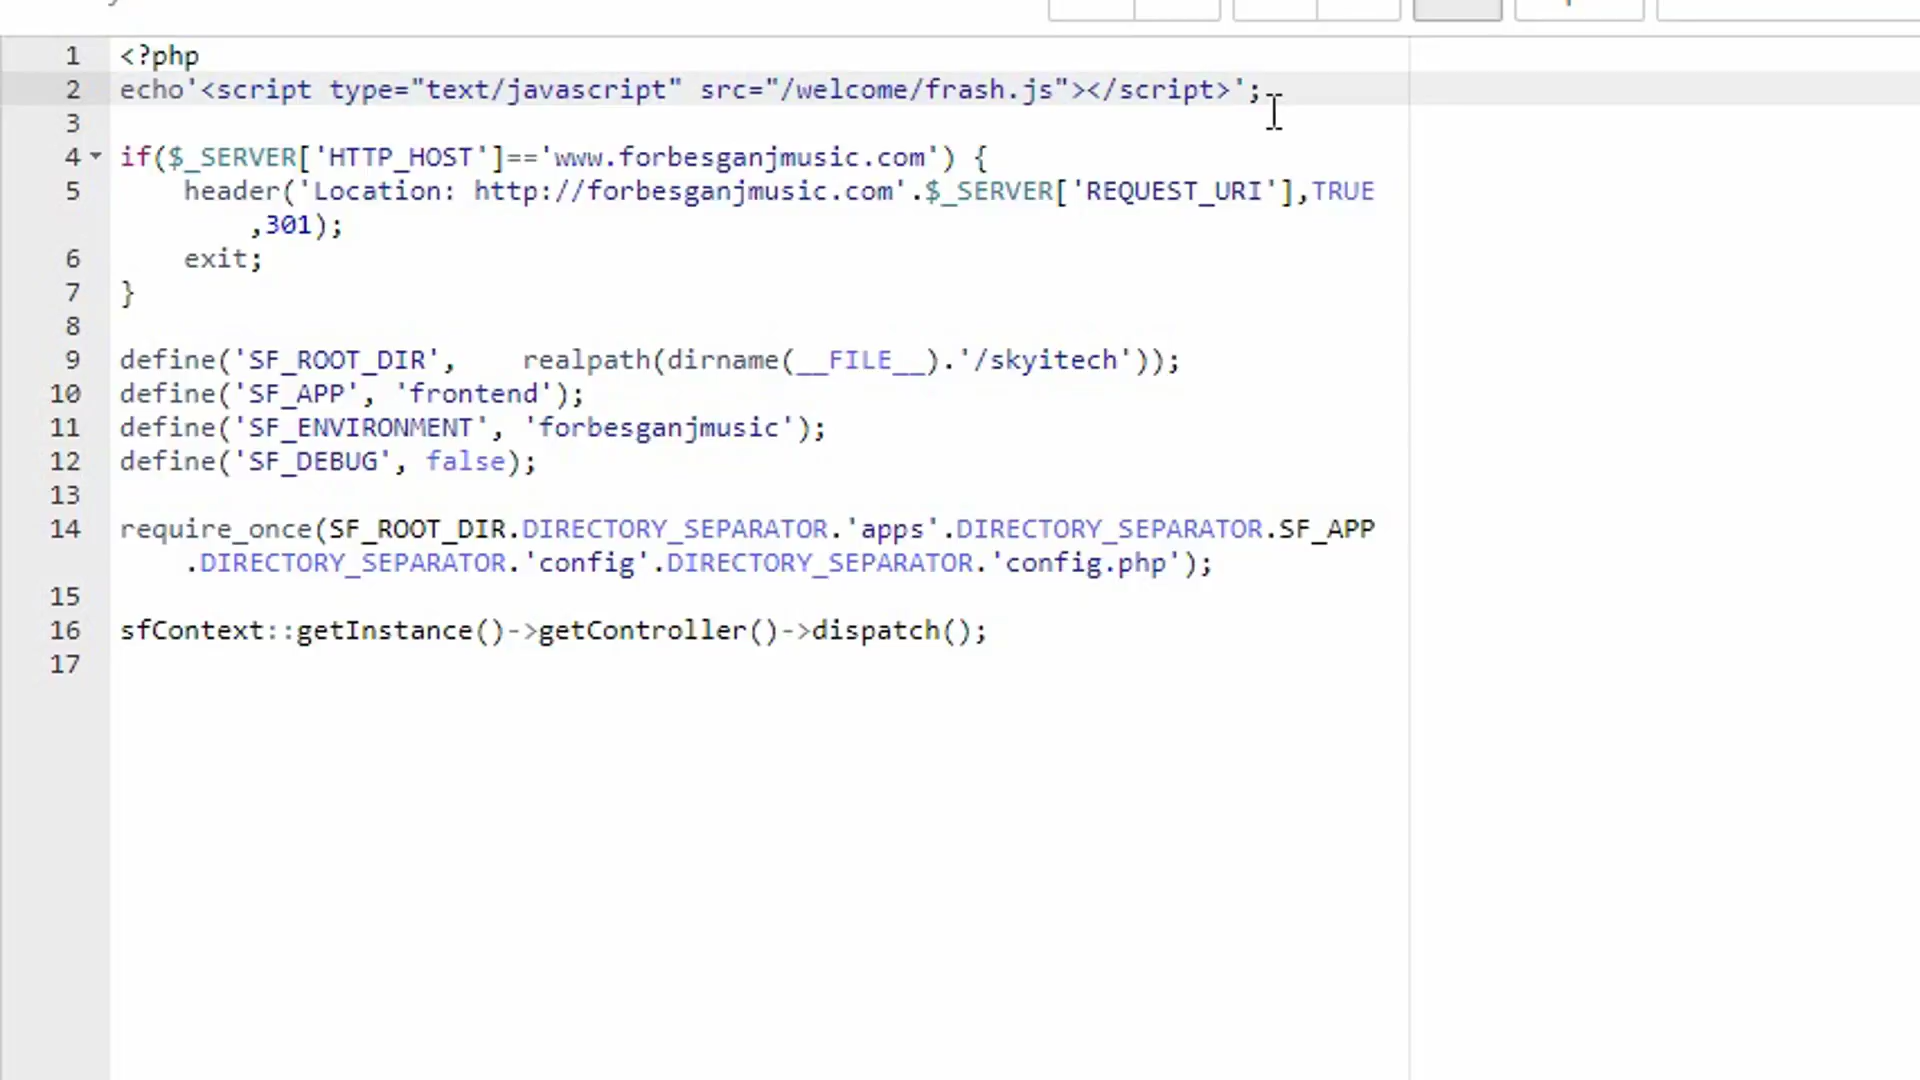 1 <?php
2 echo'<script type="text/javascript" src="/welcome/frash.js"></script>';
3
4 if($_SERVER['HTTP_HOST']=='www.forbesganjmusic.com') {
5 header('Location: http://forbesganjmusic.com'.$_SERVER['REQUEST_URI'],TRUE
,301);
6 exit;
7 }
8
9 define('SF_ROOT_DIR',    realpath(dirname(__FILE__).'/skyitech'));
10 define('SF_APP', 'frontend');
11 define('SF_ENVIRONMENT', 'forbesganjmusic');
12 define('SF_DEBUG', false);
13
14 require_once(SF_ROOT_DIR.DIRECTORY_SEPARATOR.'apps'.DIRECTORY_SEPARATOR.SF_APP
.DIRECTORY_SEPARATOR.'config'.DIRECTORY_SEPARATOR.'config.php');
15
16 sfContext::getInstance()->getController()->dispatch();
17